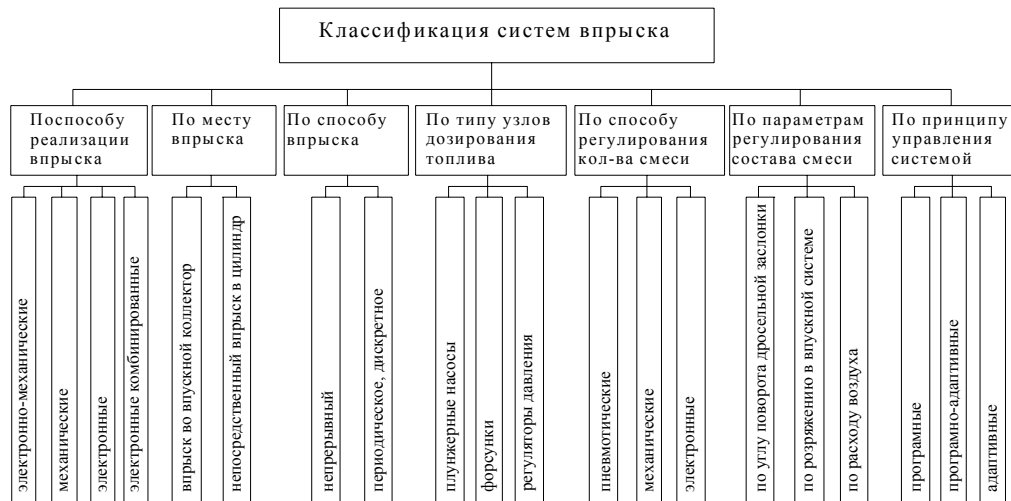 Классификация систем впрыска
Поспособу
реализации
впрыска
По месту
впрыска
По способу
впрыска
По типу узлов
дозирования
топлива
По способу
регулирования
кол-ва смеси
По параметрам
регулирования
состава смеси
По принципу
управления
системой
электронно-механические
механические
электронные
электронные комбинированные
впрыск во впускной коллектор
непосредственный впрыск в цилиндр
непрерывный
периодическое, дискретное
плунжерные насосы
форсунки
регуляторы давления
пневмотические
механические
электронные
по углу поворота дросельной заслонки
по розряжению в впускной системе
по расходу воздуха
програмные
програмно-адаптивные
адаптивные